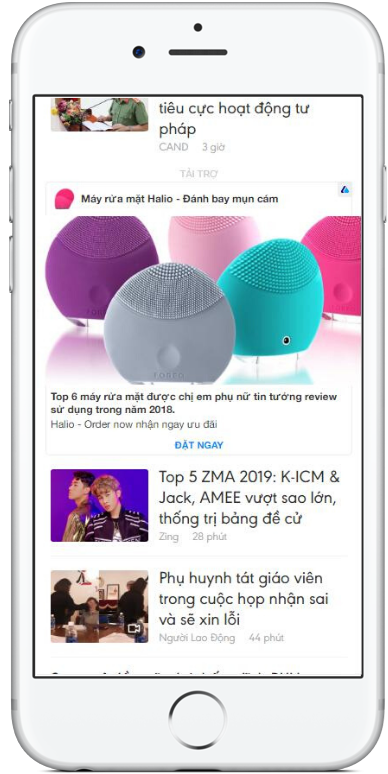 tiêu cực hoạt động tư
pháp
CAND 3 giờ
TÀI TRỢ
Máy rửa mặt Halio - Đánh bay mụn cám
FOREO
Top 6 máy rửa mặt được chị em phụ nữ tin tưởng review
sử dụng trong năm 2018.
Halio - Order now nhận ngay ưu đãi
ĐẶT NGAY
Top 5 ZMA 2019: K-ICM &
Jack, AMEE vượt sao lớn,
thống trị bảng đề cử
Zing 28 phút
Phụ huynh tát giáo viên
trong cuộc họp nhận sai
và sẽ xin lỗi
Người Lao Động 44 phút